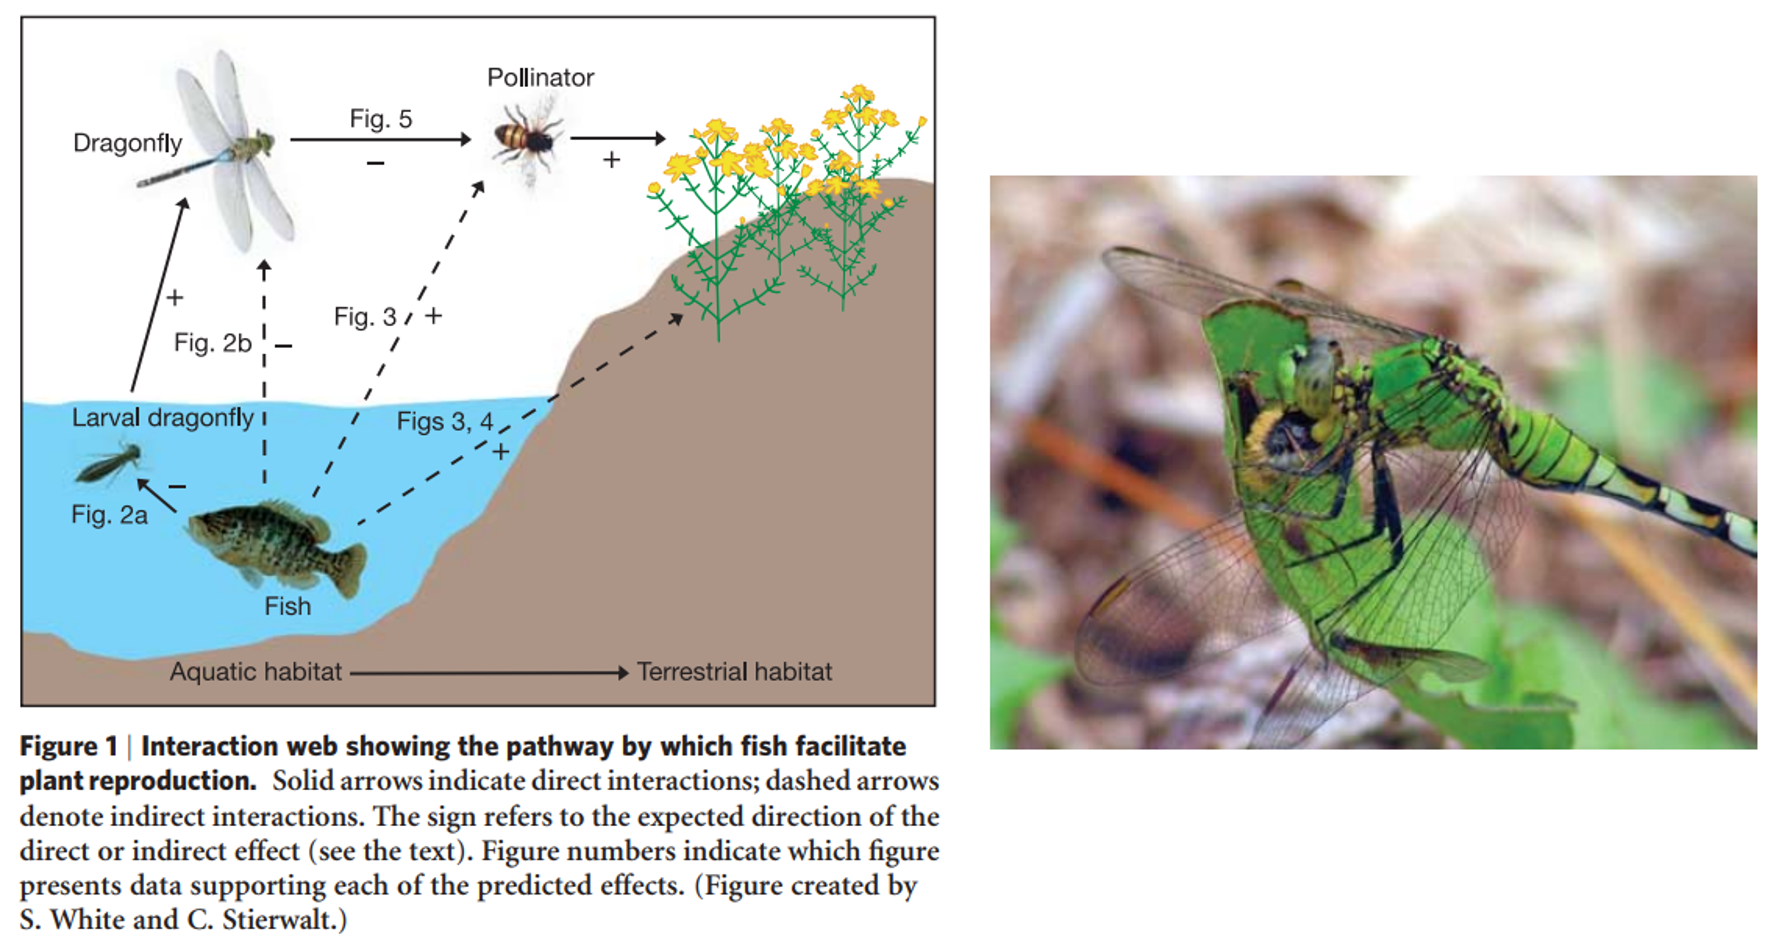 Pollinator
Fig. 5
Dragonfly
−
+
+
Fig. 3
+
Fig. 2b
−
Larval dragonfly
Figs 3, 4
+
−
Fig. 2a
Fish
Aquatic habitat
Terrestrial habitat
Figure 1 | Interaction web showing the pathway by which fish facilitate
plant reproduction. Solid arrows indicate direct interactions; dashed arrows
denote indirect interactions. The sign refers to the expected direction of the
direct or indirect effect (see the text). Figure numbers indicate which figure
presents data supporting each of the predicted effects. (Figure created by
S. White and C. Stierwalt.)